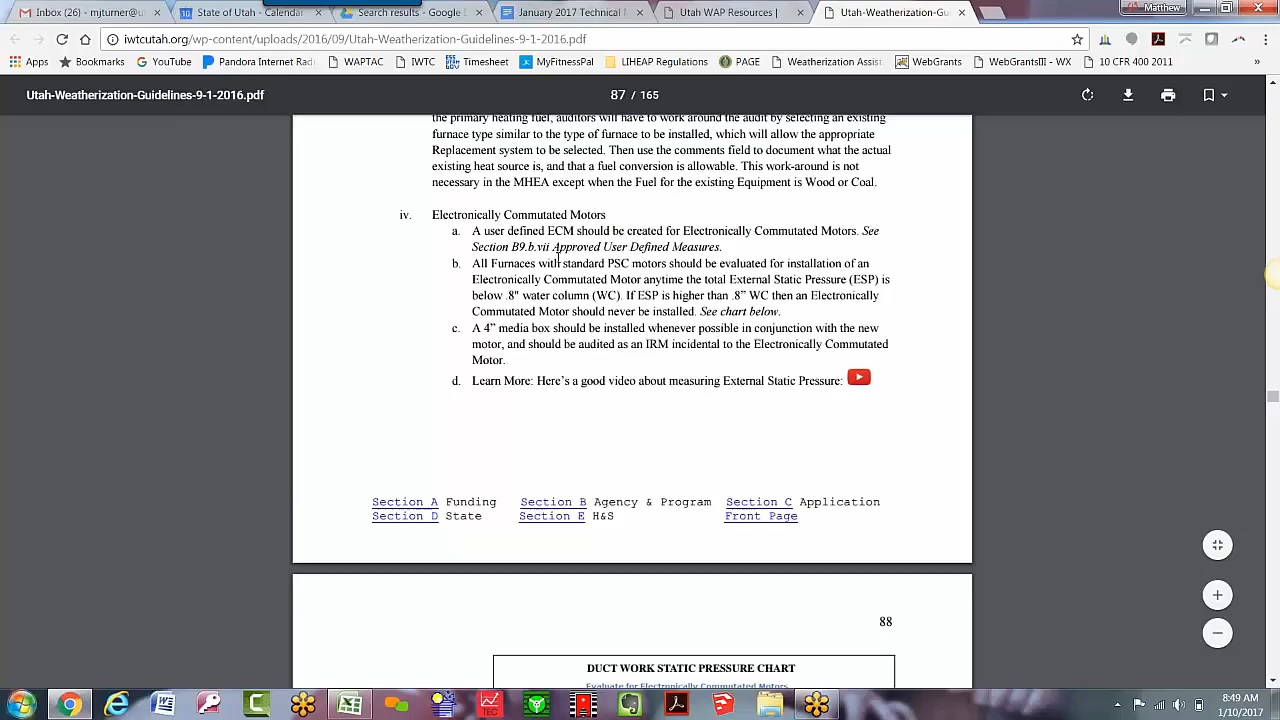 Matthew
Inbox (26) - mjturner@u
State of Utah - Calendar
Search results - Google D
January 2017 Technical M
Utah WAP Resources |
Utah-Weatherization-Gui
iwtcutah.org/wp-content/uploads/2016/09/Utah-Weatherization-Guidelines-9-1-2016.pdf
Apps Bookmarks YouTube Pandora Internet Rad WAPTAC IWTC Timesheet MyFitnessPal LIHEAP Regulations PAGE Weatherization Assist WebGrants WebGrantsIII - WX 10 CFR 400 2011 »
Utah-Weatherization-Guidelines-9-1-2016.pdf 87 / 165
the primary heating fuel, auditors will have to work around the audit by selecting an existing
furnace type similar to the type of furnace to be installed, which will allow the appropriate
Replacement system to be selected. Then use the comments field to document what the actual
existing heat source is, and that a fuel conversion is allowable. This work-around is not
necessary in the MHEA except when the Fuel for the existing Equipment is Wood or Coal.
iv. Electronically Commutated Motors
a. A user defined ECM should be created for Electronically Commutated Motors. See
Section B9.b.vii Approved User Defined Measures.
b. All Furnaces with standard PSC motors should be evaluated for installation of an
Electronically Commutated Motor anytime the total External Static Pressure (ESP) is
below .8" water column (WC). If ESP is higher than .8” WC then an Electronically
Commutated Motor should never be installed. See chart below.
c. A 4” media box should be installed whenever possible in conjunction with the new
motor, and should be audited as an IRM incidental to the Electronically Commutated
Motor.
d. Learn More: Here’s a good video about measuring External Static Pressure:
Section A Funding Section B Agency & Program Section C Application
Section D State Section E H&S Front Page
88
DUCT WORK STATIC PRESSURE CHART
Evaluate for Electronically Commutated Motors
8:49 AM
1/10/2017